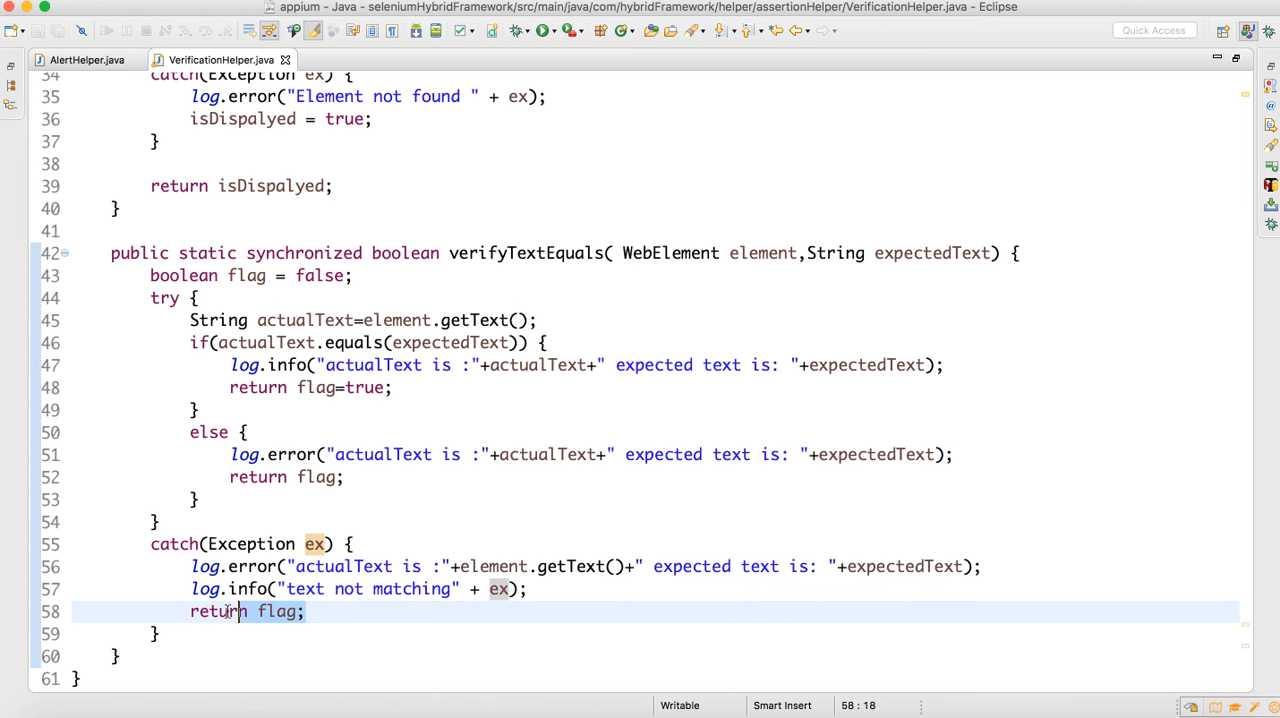 appium - Java - seleniumHybridFramework/src/main/java/com/hybridFramework/helper/assertionHelper/VerificationHelper.java - Eclipse
Quick Access
AlertHelper.java
VerificationHelper.java
34 catch(Exception ex) {
35 log.error("Element not found " + ex);
36 isDispalyed = true;
37 }
38
39 return isDispalyed;
40 }
41
42 public static synchronized boolean verifyTextEquals( WebElement element,String expectedText) {
43 boolean flag = false;
44 try {
45 String actualText=element.getText();
46 if(actualText.equals(expectedText)) {
47 log.info("actualText is :"+actualText+" expected text is: "+expectedText);
48 return flag=true;
49 }
50 else {
51 log.error("actualText is :"+actualText+" expected text is: "+expectedText);
52 return flag;
53 }
54 }
55 catch(Exception ex) {
56 log.error("actualText is :"+element.getText()+" expected text is: "+expectedText);
57 log.info("text not matching" + ex);
58 return flag;
59 }
60 }
61 }
Writable Smart Insert 58 : 18